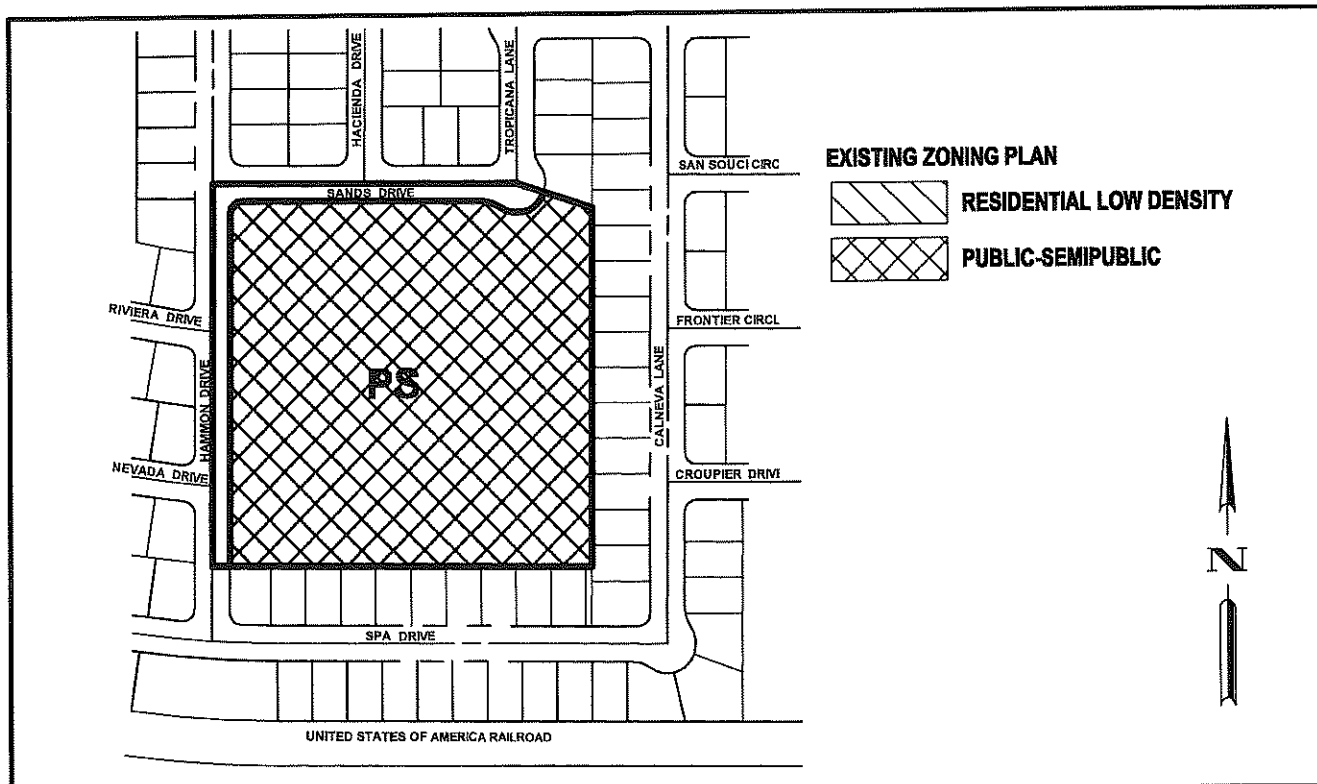 HACIENDA DRIVE
TROPICANA LANE
SAN SOUCI CIRC
SANDS DRIVE
EXISTING ZONING PLAN
RESIDENTIAL LOW DENSITY
PUBLIC-SEMIPUBLIC
RIVIERA DRIVE
FRONTIER CIRCL
HAMMON DRIVE
PS
CALNEVA LANE
NEVADA DRIVE
CROUPIER DRIVI
N
SPA DRIVE
UNITED STATES OF AMERICA RAILROAD